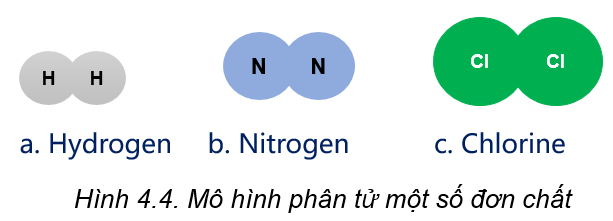 H H N N Cl Cl
a. Hydrogen b. Nitrogen c. Chlorine
Hình 4.4. Mô hình phân tử một số đơn chất